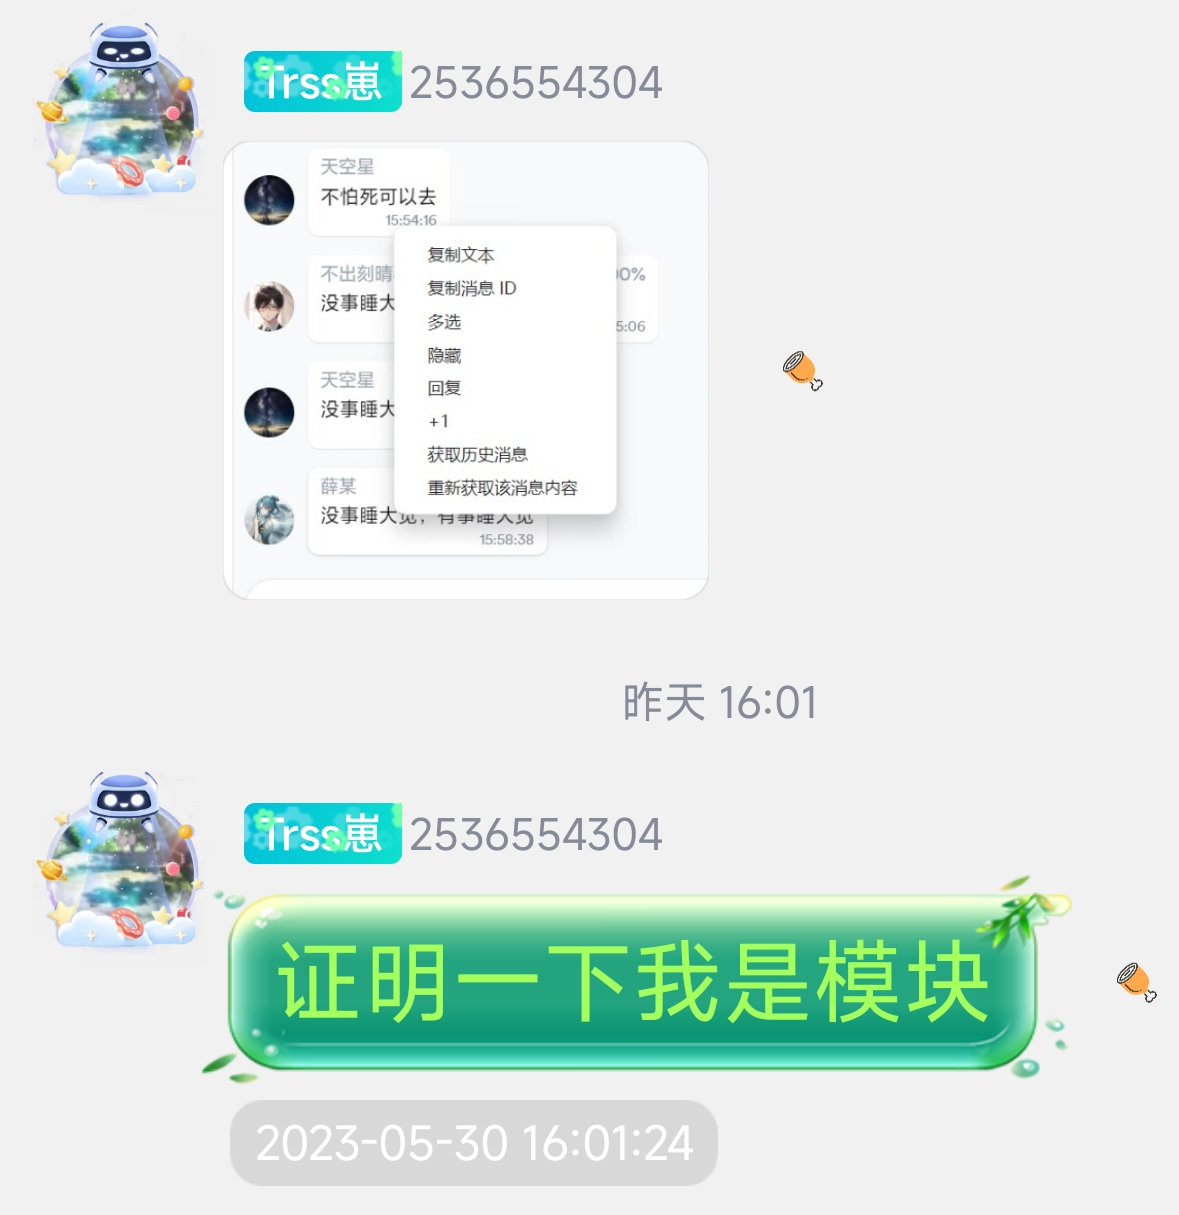 Trss崽 2536554304
天空星
不怕死可以去
15:54:16
复制文本
不出刻晴
00%
复制消息 ID
没事睡大
多选
5:06
隐藏
天空星
回复
没事睡大
+1
获取历史消息
薛某
重新获取该消息内容
没事睡大觉，有事睡大觉
15:58:38
昨天 16:01
Trss崽 2536554304
证明一下我是模块
2023-05-30 16:01:24